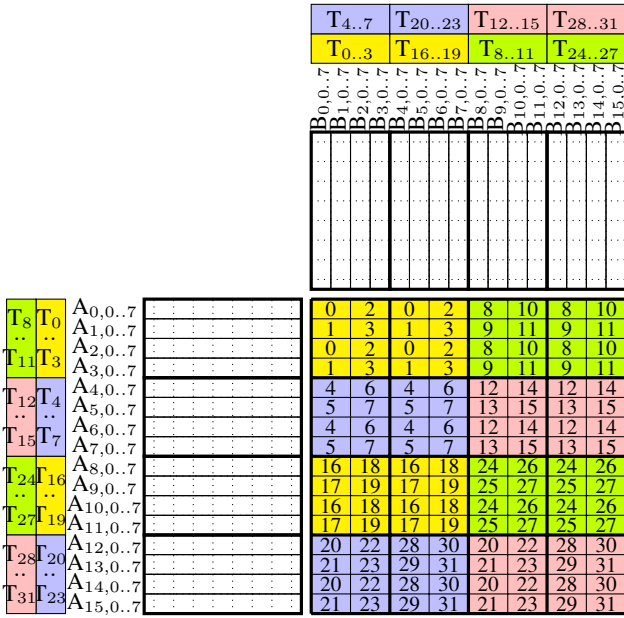 T4..7 T20..23 T12..15 T28..31
T0..3 T16..19 T8..11 T24..27
B0,0..7
B1,0..7
B2,0..7
B3,0..7
B4,0..7
B5,0..7
B6,0..7
B7,0..7
B8,0..7
B9,0..7
B10,0..7
B11,0..7
B12,0..7
B13,0..7
B14,0..7
B15,0..7
T8 .. T11
T0 .. T3
A0,0..7 0 2 0 2 8 10 8 10
A1,0..7 1 3 1 3 9 11 9 11
A2,0..7 0 2 0 2 8 10 8 10
A3,0..7 1 3 1 3 9 11 9 11
T12 .. T15
T4 .. T7
A4,0..7 4 6 4 6 12 14 12 14
A5,0..7 5 7 5 7 13 15 13 15
A6,0..7 4 6 4 6 12 14 12 14
A7,0..7 5 7 5 7 13 15 13 15
T24 .. T27
T16 .. T19
A8,0..7 16 18 16 18 24 26 24 26
A9,0..7 17 19 17 19 25 27 25 27
A10,0..7 16 18 16 18 24 26 24 26
A11,0..7 17 19 17 19 25 27 25 27
T28 .. T31
T20 .. T23
A12,0..7 20 22 28 30 20 22 28 30
A13,0..7 21 23 29 31 21 23 29 31
A14,0..7 20 22 28 30 20 22 28 30
A15,0..7 21 23 29 31 21 23 29 31